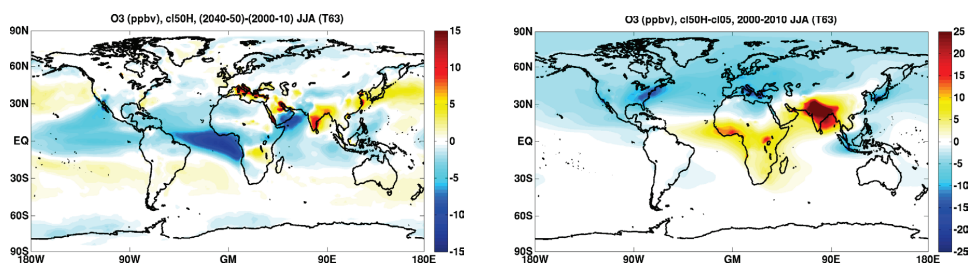 O3 (ppbv), cl50H, (2040-50)-(2000-10) JJA (T63)
90N
60N
30N
EQ
30S
60S
90S
180W
90W
GM
90E
180E
15
10
5
0
-5
-10
-15
O3 (ppbv), cl50H-cl05, 2000-2010 JJA (T63)
90N
60N
30N
EQ
30S
60S
90S
180W
90W
GM
90E
180E
25
20
15
10
5
0
-5
-10
-15
-20
-25